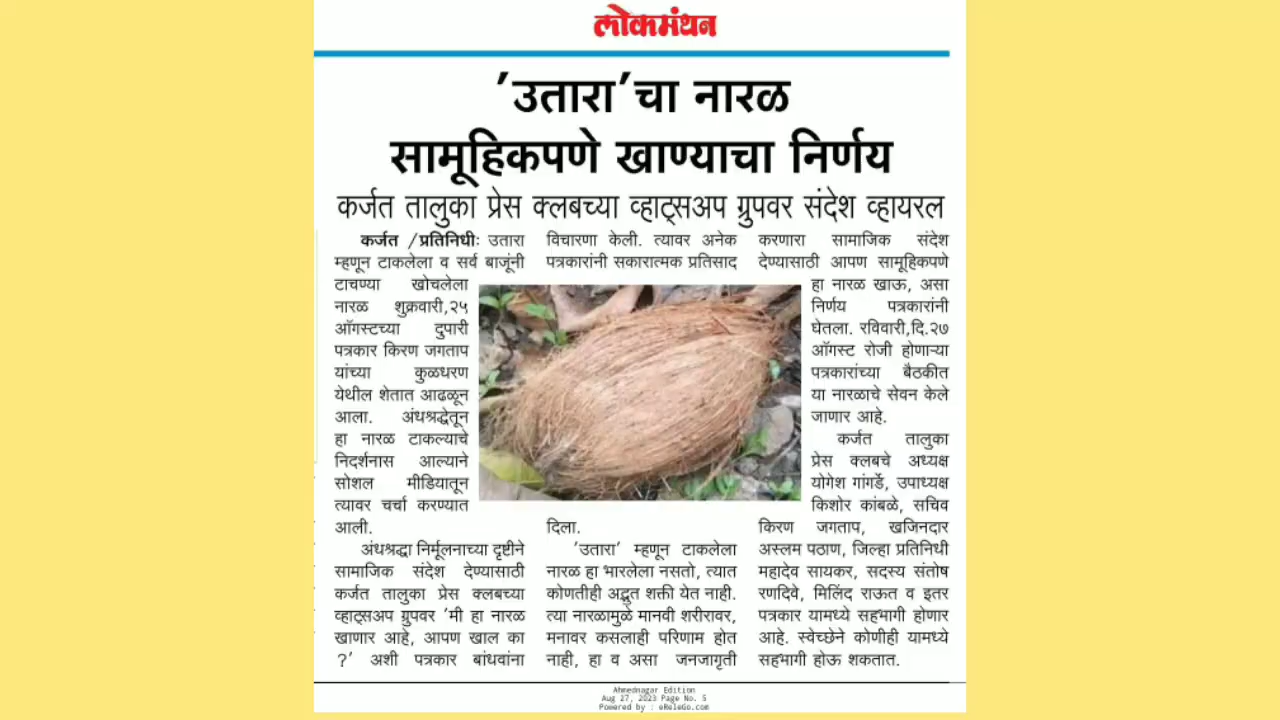 लोकमंथन
'उतारा'चा नारळ
सामूहिकपणे खाण्याचा निर्णय
कर्जत तालुका प्रेस क्लबच्या व्हाट्सअप ग्रुपवर संदेश व्हायरल
कर्जत /प्रतिनिधीः उतारा
म्हणून टाकलेला व सर्व बाजूंनी
टाचण्या खोचलेला
नारळ शुक्रवारी,२५
ऑगस्टच्या दुपारी
पत्रकार किरण जगताप
यांच्या कुळधरण
येथील शेतात आढळून
आला. अंधश्रद्धेतून
हा नारळ टाकल्याचे
निदर्शनास आल्याने
सोशल मीडियातून
त्यावर चर्चा करण्यात
आली.
अंधश्रद्धा निर्मूलनाच्या दृष्टीने
सामाजिक संदेश देण्यासाठी
कर्जत तालुका प्रेस क्लबच्या
व्हाट्सअप ग्रुपवर 'मी हा नारळ
खाणार आहे, आपण खाल का
?' अशी पत्रकार बांधवांना
विचारणा केली. त्यावर अनेक
पत्रकारांनी सकारात्मक प्रतिसाद
दिला.
'उतारा' म्हणून टाकलेला
नारळ हा भारलेला नसतो, त्यात
कोणतीही अद्भुत शक्ती येत नाही.
त्या नारळामुळे मानवी शरीरावर,
मनावर कसलाही परिणाम होत
नाही, हा व असा जनजागृती
करणारा सामाजिक संदेश
देण्यासाठी आपण सामूहिकपणे
हा नारळ खाऊ, असा
निर्णय पत्रकारांनी
घेतला. रविवारी,दि.२७
ऑगस्ट रोजी होणाऱ्या
पत्रकारांच्या बैठकीत
या नारळाचे सेवन केले
जाणार आहे.
कर्जत तालुका
प्रेस क्लबचे अध्यक्ष
योगेश गांगर्डे, उपाध्यक्ष
किशोर कांबळे, सचिव
किरण जगताप, खजिनदार
अस्लम पठाण, जिल्हा प्रतिनिधी
महादेव सायकर, सदस्य संतोष
रणदिवे, मिलिंद राऊत व इतर
पत्रकार यामध्ये सहभागी होणार
आहे. स्वेच्छेने कोणीही यामध्ये
सहभागी होऊ शकतात.
Ahmednagar Edition
Aug 27, 2023 Page No. 5
Powered by : eReleGo.com